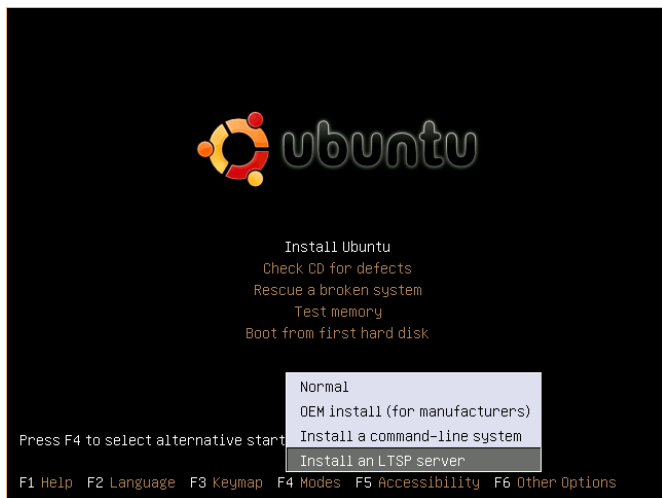 ubuntu
Install Ubuntu
Check CD for defects
Rescue a broken system
Test memory
Boot from first hard disk
Normal
OEM install (for manufacturers)
Install a command-line system
Install an LTSP server
Press F4 to select alternative start
F1 Help F2 Language F3 Keymap F4 Modes F5 Accessibility F6 Other Options